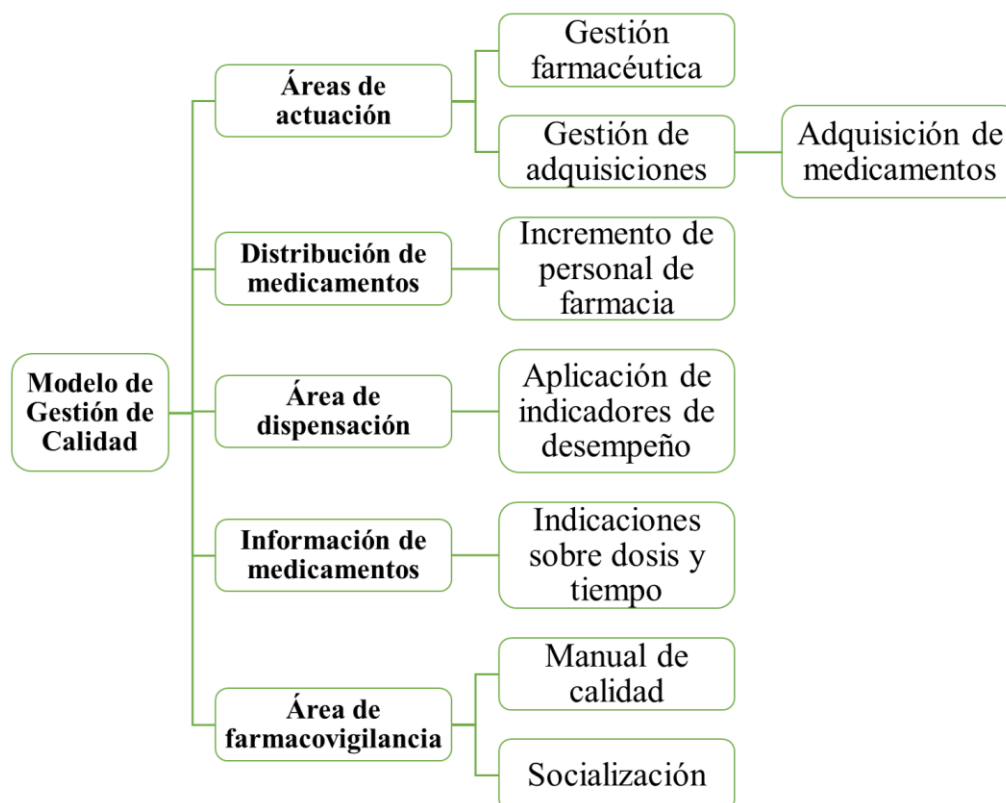 Modelo de
Gestión de
Calidad
Áreas de
actuación
Gestión
farmacéutica
Gestión de
adquisiciones
Adquisición de
medicamentos
Distribución de
medicamentos
Incremento de
personal de
farmacia
Área de
dispensación
Aplicación de
indicadores de
desempeño
Información de
medicamentos
Indicaciones
sobre dosis y
tiempo
Área de
farmacovigilancia
Manual de
calidad
Socialización